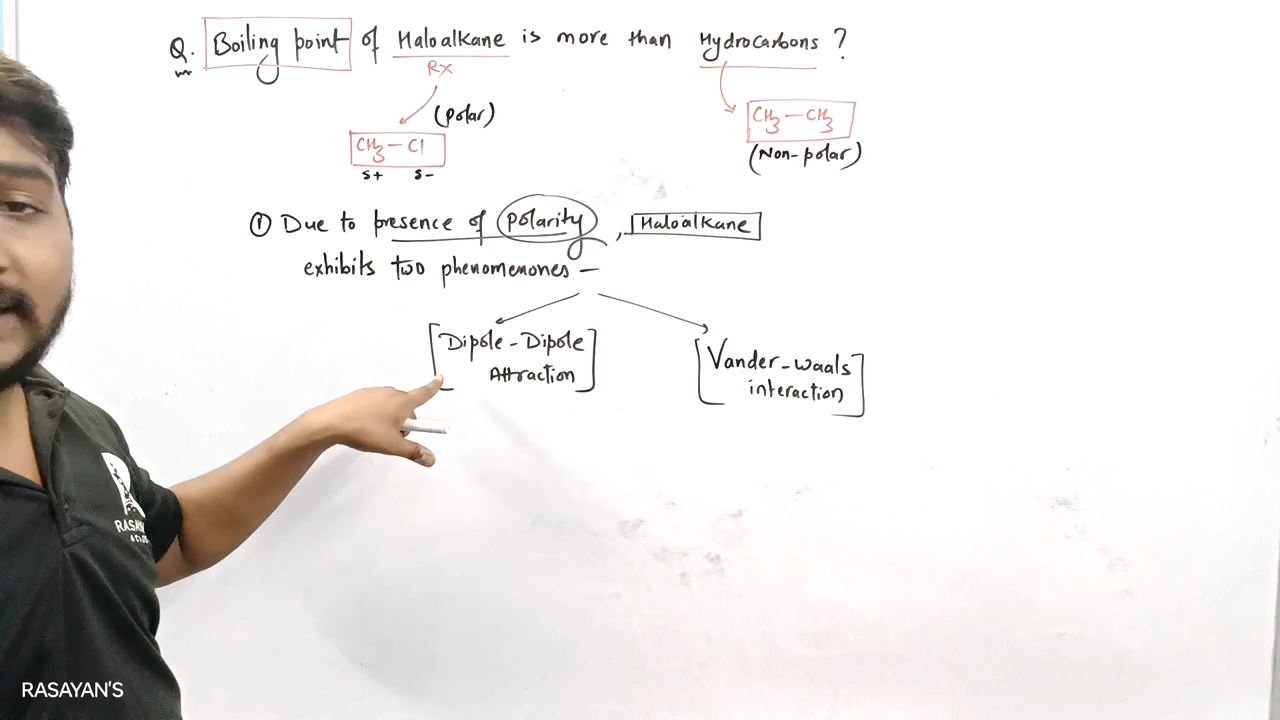 Q. Boiling point of Haloalkane is more than Hydrocarbons ?
RX
(Polar)
CH3 – Cl
δ+ δ-
CH3 – CH3
(Non-polar)
① Due to presence of polarity, Haloalkane
exhibits two phenomenones –
[Dipole-Dipole
Attraction]
[Vander-waals
interaction]
RASAYAN'S